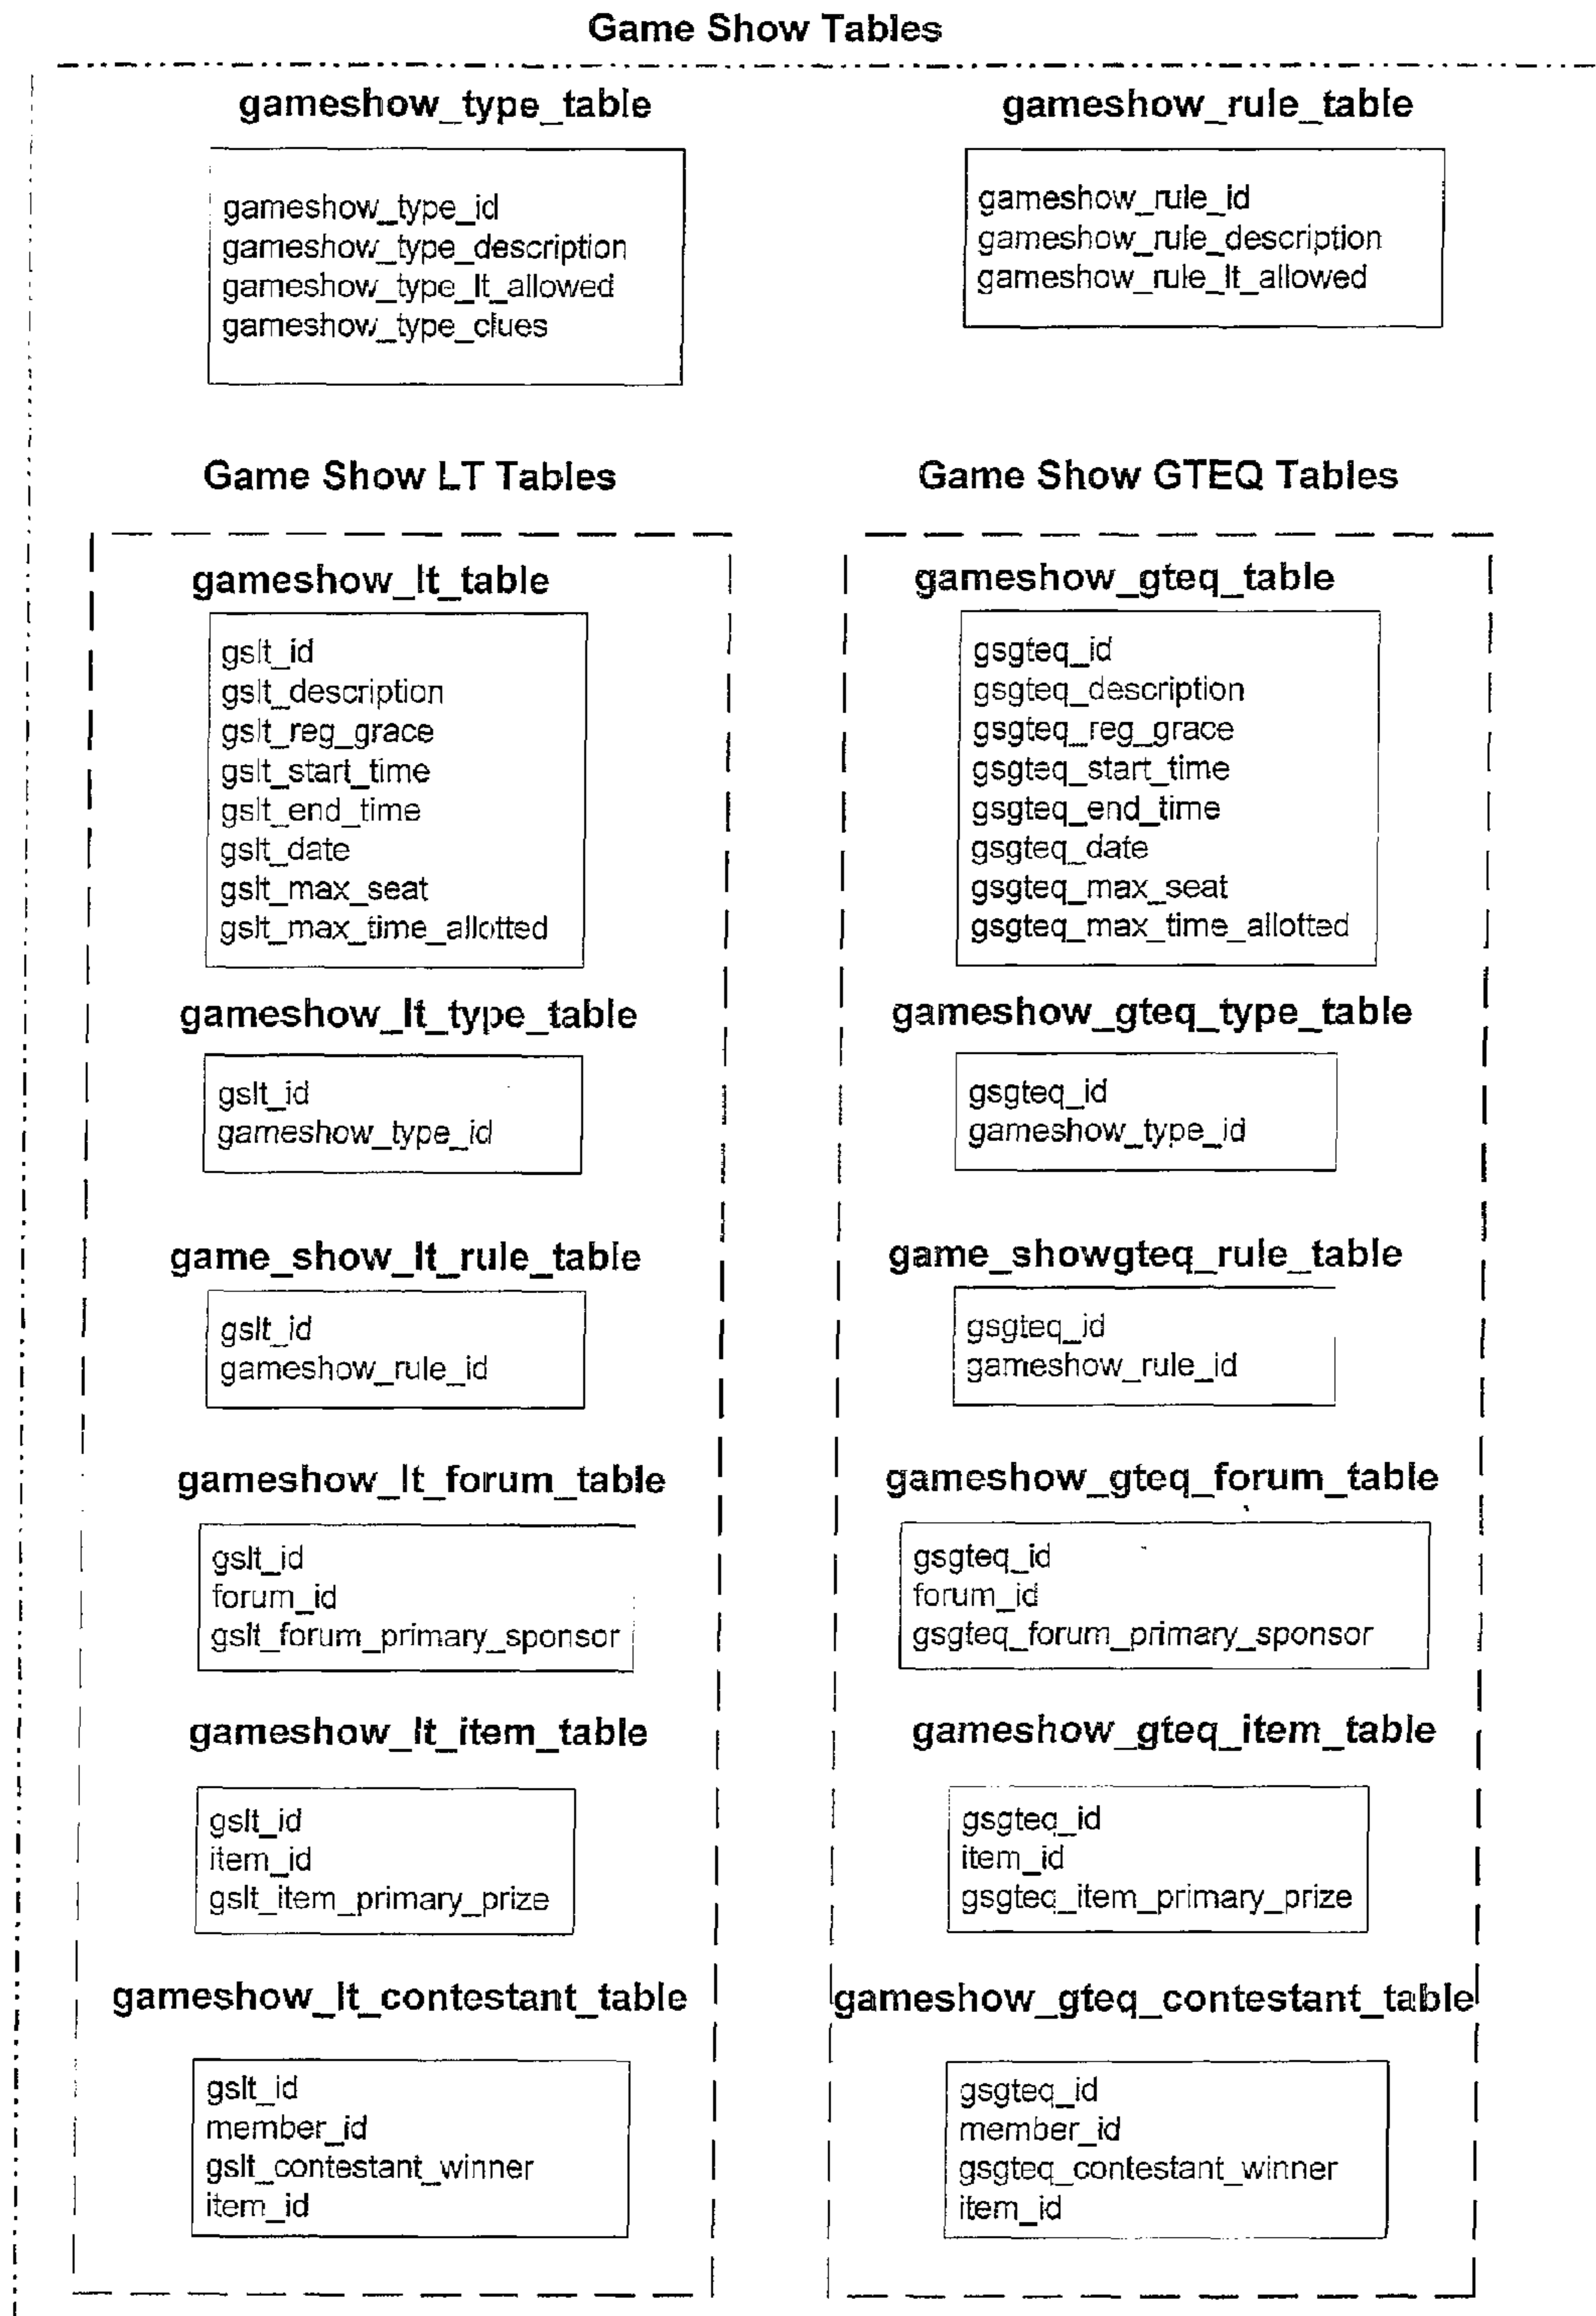 Game Show Tables
gameshow_type_table
gameshow_type_id
gameshow_type_description
gameshow_type_lt_allowed
gameshow_type_clues
gameshow_rule_table
gameshow_rule_id
gameshow_rule_description
gameshow_rule_lt_allowed
Game Show LT Tables
gameshow_lt_table
gslt_id
gslt_description
gslt_reg_grace
gslt_start_time
gslt_end_time
gslt_date
gslt_max_seat
gslt_max_time_allotted
gameshow_lt_type_table
gslt_id
gameshow_type_id
game_show_lt_rule_table
gslt_id
gameshow_rule_id
gameshow_lt_forum_table
gslt_id
forum_id
gslt_forum_primary_sponsor
gameshow_lt_item_table
gslt_id
item_id
gslt_item_primary_prize
gameshow_lt_contestant_table
gslt_id
member_id
gslt_contestant_winner
item_id
Game Show GTEQ Tables
gameshow_gteq_table
gsgteq_id
gsgteq_description
gsgteq_reg_grace
gsgteq_start_time
gsgteq_end_time
gsgteq_date
gsgteq_max_seat
gsgteq_max_time_allotted
gameshow_gteq_type_table
gsgteq_id
gameshow_type_id
game_showgteq_rule_table
gsgteq_id
gameshow_rule_id
gameshow_gteq_forum_table
gsgteq_id
forum_id
gsgteq_forum_primary_sponsor
gameshow_gteq_item_table
gsgteq_id
item_id
gsgteq_item_primary_prize
gameshow_gteq_contestant_table
gsgteq_id
member_id
gsgteq_contestant_winner
item_id